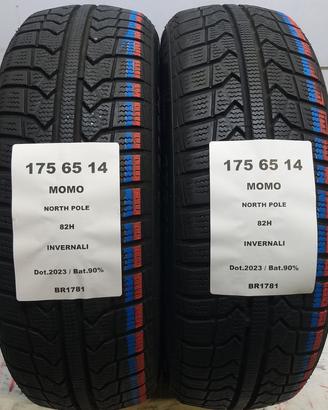 175 65 14
MOMO
NORTH POLE
82H
INVERNALI
Dot.2023 / Bat.90%
BR1781
175 65 14
MOMO
NORTH POLE
82H
INVERNALI
Dot.2023 / Bat.90%
BR1781